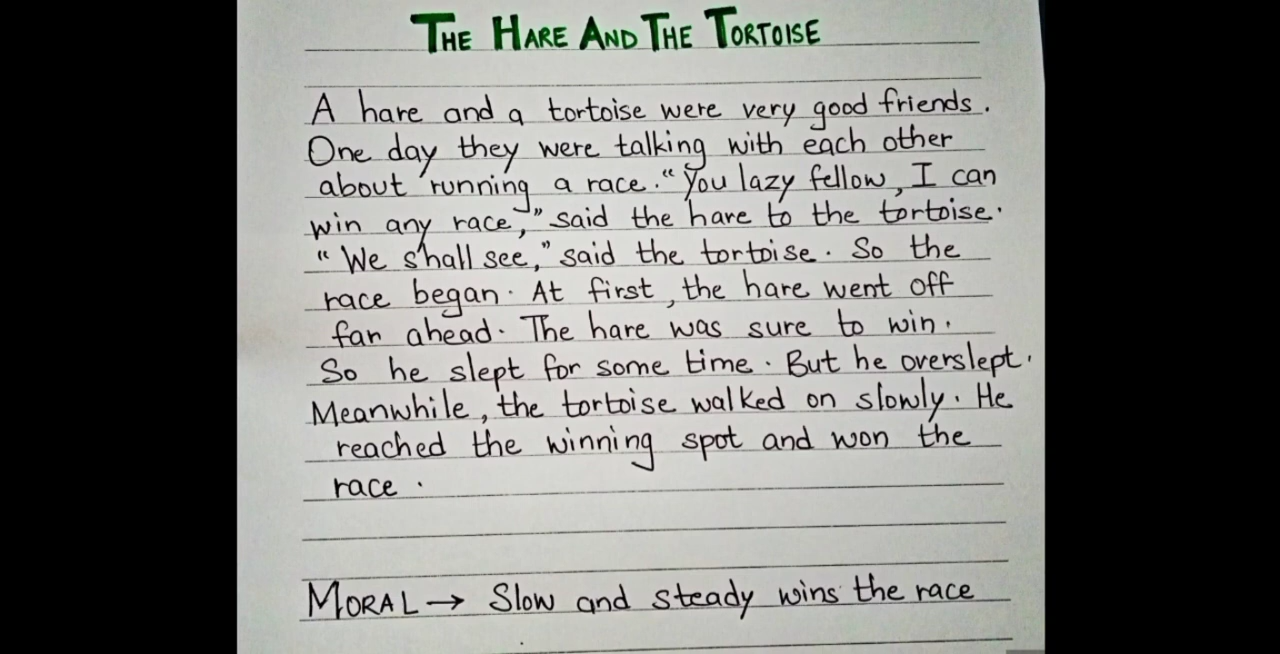 THE HARE AND THE TORTOISE
A hare and a tortoise were very good friends.
One day they were talking with each other
about running a race. "You lazy fellow, I can
win any race," said the hare to the tortoise.
"We shall see," said the tortoise. So the
race began. At first, the hare went off
far ahead. The hare was sure to win.
So he slept for some time. But he overslept.
Meanwhile, the tortoise walked on slowly. He
reached the winning spot and won the
race.
MORAL → Slow and steady wins the race